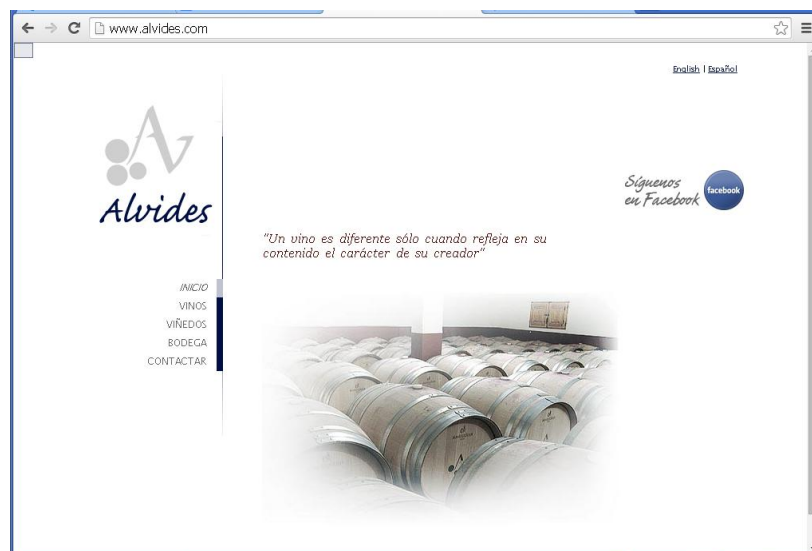 www.alvides.com
English | Español
Alvides
Síguenos
en Facebook
facebook
"Un vino es diferente sólo cuando refleja en su
contenido el carácter de su creador"
INICIO
VINOS
VIÑEDOS
BODEGA
CONTACTAR